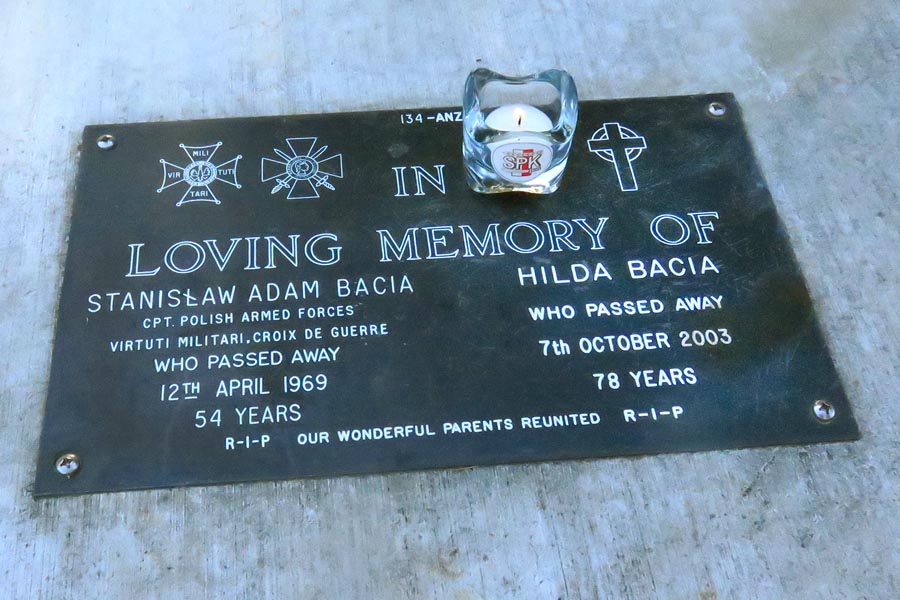 134-ANZ
MILI
VIR TUTI
TARI
SPK
IN
LOVING MEMORY OF
STANISŁAW ADAM BACIA
CPT. POLISH ARMED FORCES
VIRTUTI MILITARI, CROIX DE GUERRE
WHO PASSED AWAY
12TH APRIL 1969
54 YEARS
HILDA BACIA
WHO PASSED AWAY
7th OCTOBER 2003
78 YEARS
R-I-P OUR WONDERFUL PARENTS REUNITED R-I-P